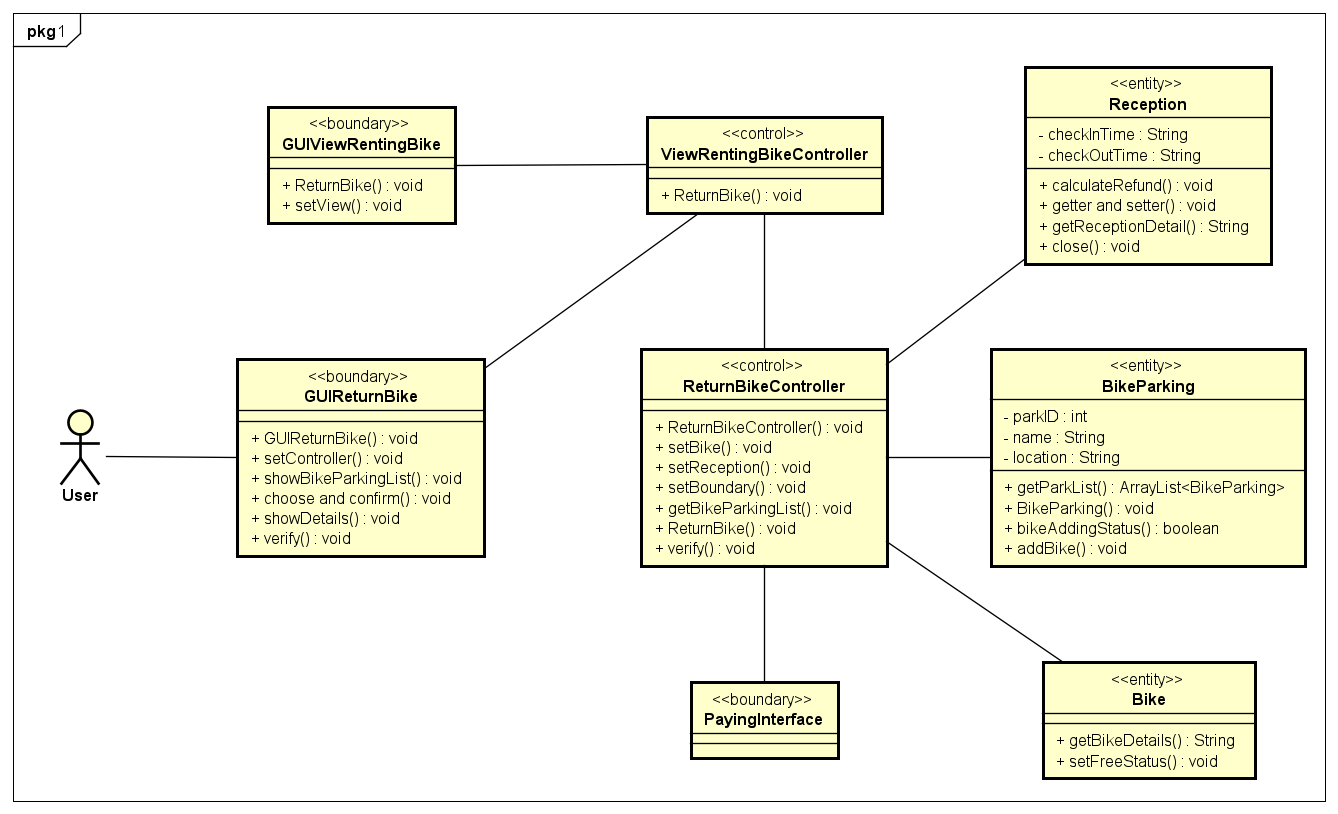 pkg 1
<<boundary>>
GUIViewRentingBike
+ ReturnBike() : void
+ setView() : void
<<control>>
ViewRentingBikeController
+ ReturnBike() : void
<<entity>>
Reception
- checkInTime : String
- checkOutTime : String
+ calculateRefund() : void
+ getter and setter() : void
+ getReceptionDetail() : String
+ close() : void
User
<<boundary>>
GUIReturnBike
+ GUIReturnBike() : void
+ setController() : void
+ showBikeParkingList() : void
+ choose and confirm() : void
+ showDetails() : void
+ verify() : void
<<control>>
ReturnBikeController
+ ReturnBikeController() : void
+ setBike() : void
+ setReception() : void
+ setBoundary() : void
+ getBikeParkingList() : void
+ ReturnBike() : void
+ verify() : void
<<entity>>
BikeParking
- parkID : int
- name : String
- location : String
+ getParkList() : ArrayList<BikeParking>
+ BikeParking() : void
+ bikeAddingStatus() : boolean
+ addBike() : void
<<boundary>>
PayingInterface
<<entity>>
Bike
+ getBikeDetails() : String
+ setFreeStatus() : void